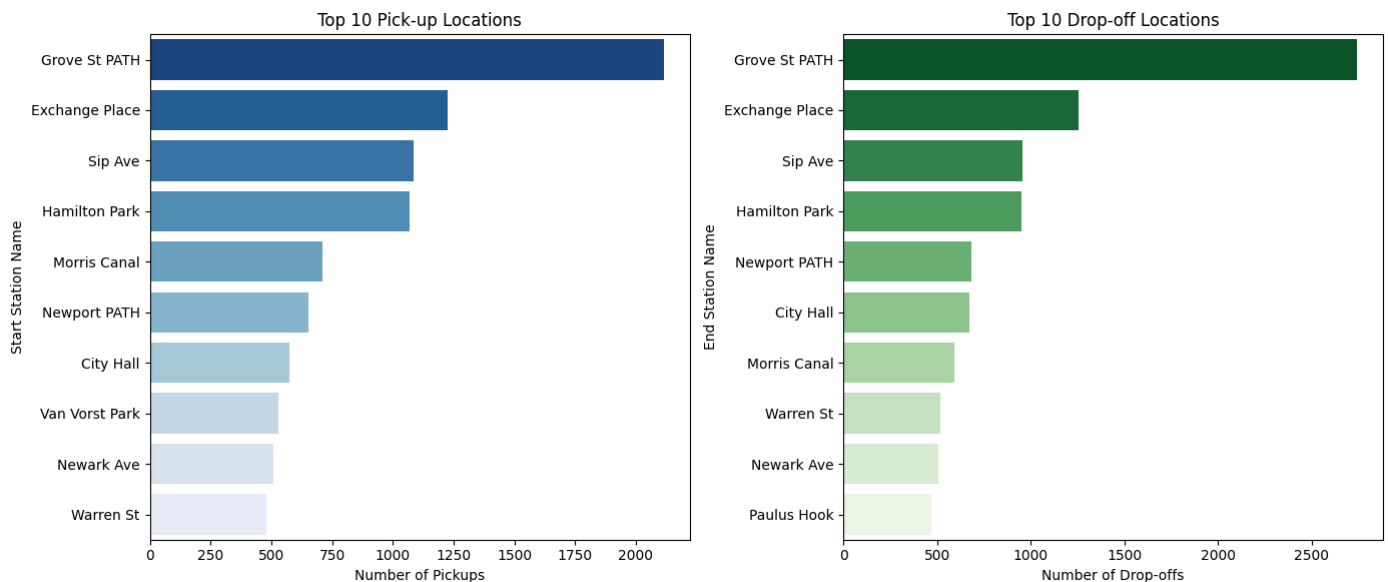 Top 10 Pick-up Locations
Start Station Name
Grove St PATH
Exchange Place
Sip Ave
Hamilton Park
Morris Canal
Newport PATH
City Hall
Van Vorst Park
Newark Ave
Warren St
0 250 500 750 1000 1250 1500 1750 2000
Number of Pickups
Top 10 Drop-off Locations
End Station Name
Grove St PATH
Exchange Place
Sip Ave
Hamilton Park
Newport PATH
City Hall
Morris Canal
Warren St
Newark Ave
Paulus Hook
0 500 1000 1500 2000 2500
Number of Drop-offs